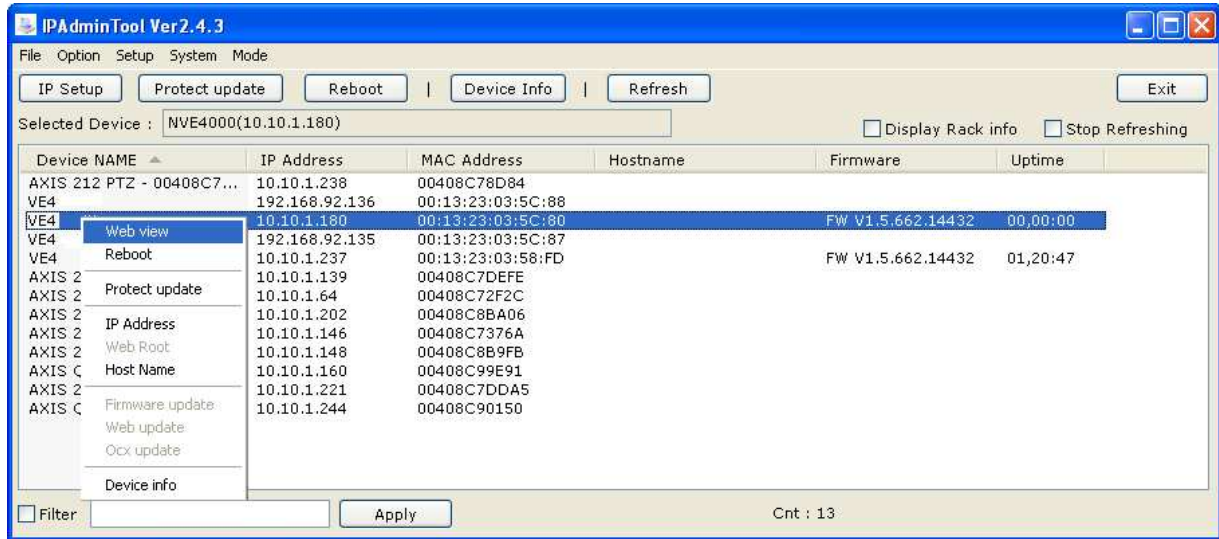 IPAdminTool Ver2.4.3
File Option Setup System Mode
IP Setup Protect update Reboot | Device Info | Refresh Exit
Selected Device : NVE4000(10.10.1.180) Display Rack info Stop Refreshing
Device NAME IP Address MAC Address Hostname Firmware Uptime
AXIS 212 PTZ - 00408C7... 10.10.1.238 00408C78D84
VE4 192.168.92.136 00:13:23:03:5C:88
VE4 10.10.1.180 00:13:23:03:5C:80 FW V1.5.662.14432 00,00:00
VE4 192.168.92.135 00:13:23:03:5C:87
VE4 10.10.1.237 00:13:23:03:58:FD FW V1.5.662.14432 01,20:47
AXIS 2 10.10.1.139 00408C7DEFE
AXIS 2 10.10.1.64 00408C72F2C
AXIS 2 10.10.1.202 00408C8BA06
AXIS 2 10.10.1.146 00408C7376A
AXIS 2 10.10.1.148 00408C8B9FB
AXIS Q 10.10.1.160 00408C99E91
AXIS 2 10.10.1.221 00408C7DDA5
AXIS Q 10.10.1.244 00408C90150
Web view
Reboot
Protect update
IP Address
Web Root
Host Name
Firmware update
Web update
Ocx update
Device info
Filter Apply Cnt : 13